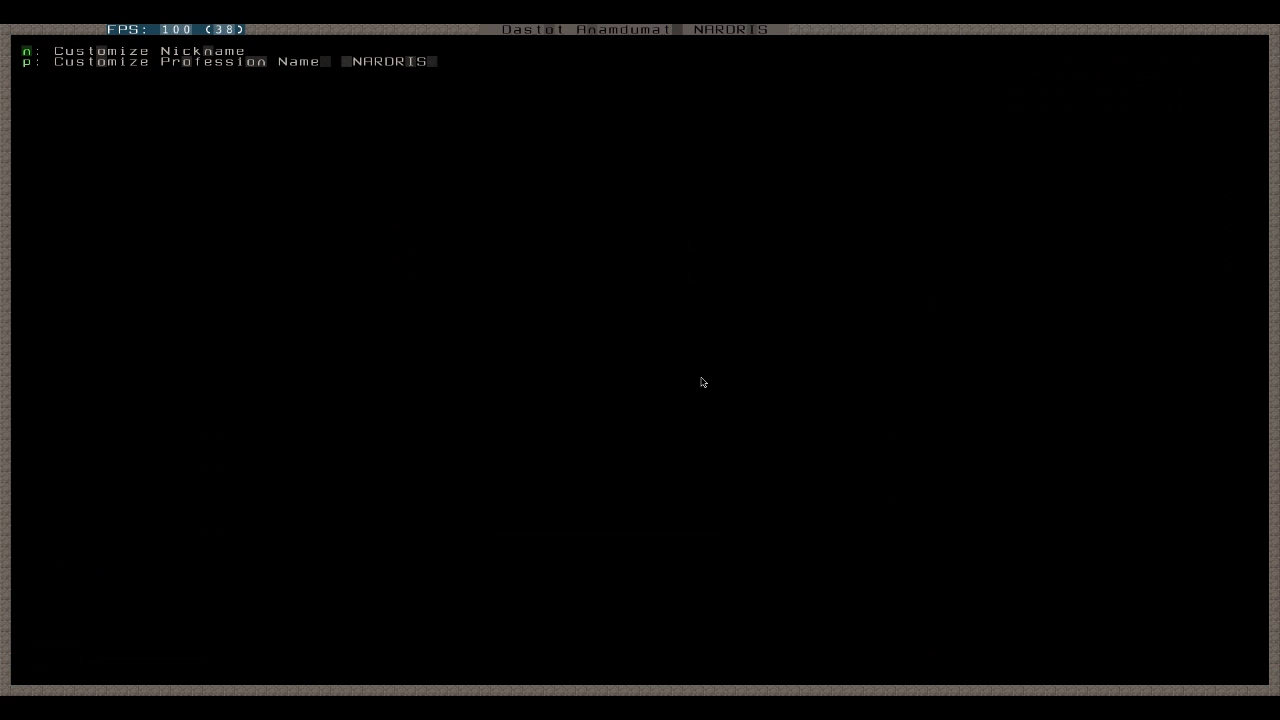 FPS: 100 (38)
Dastot Anamdumat NARDRIS
n: Customize Nickname
p: Customize Profession Name NARDRIS